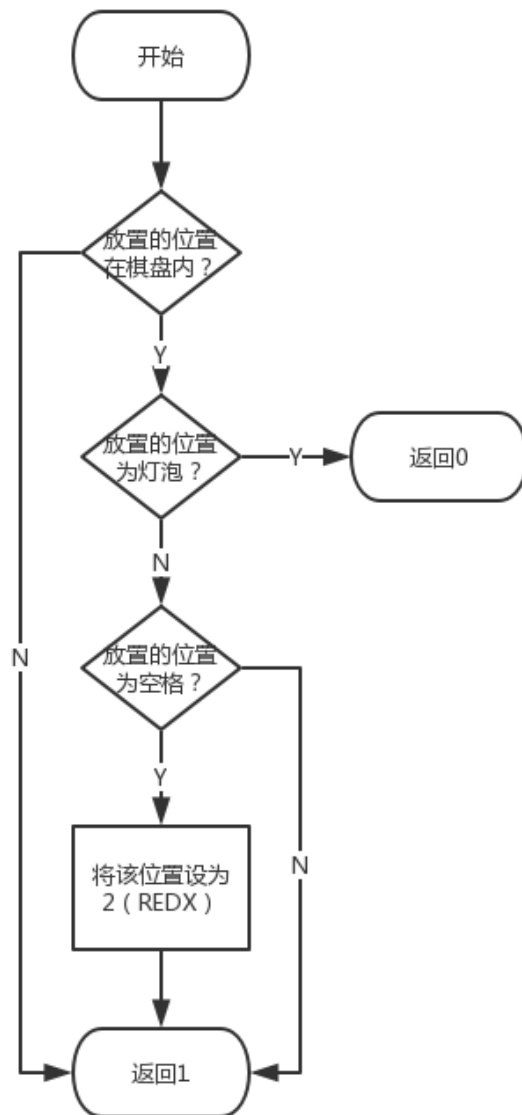 开始
放置的位置
在棋盘内？
Y
放置的位置
为灯泡？
Y
返回0
N
放置的位置
为空格？
N
Y
N
将该位置设为
2（REDX）
返回1